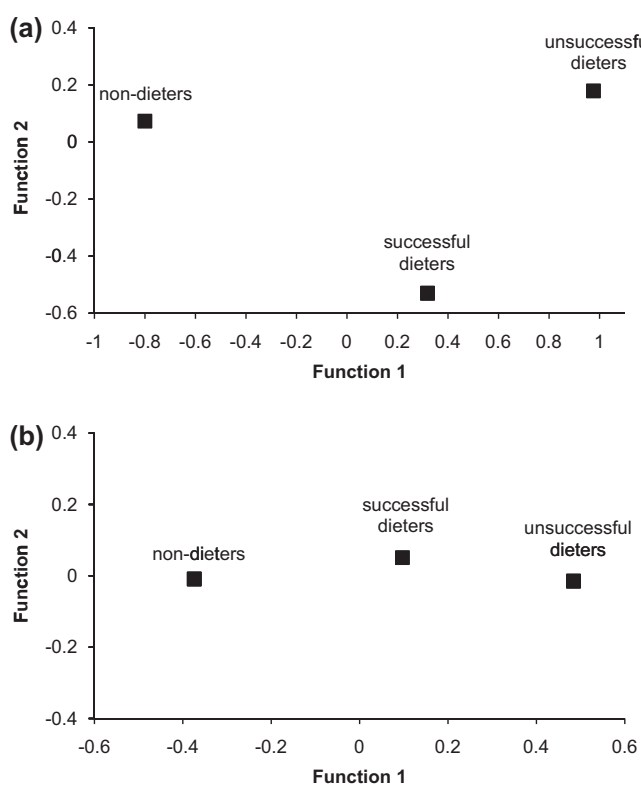 (a)
0.4
0.2
0
-0.2
-0.4
-0.6
Function 2
non-dieters
unsuccessfu
dieters
successful
dieters
-1 -0.8 -0.6 -0.4 -0.2 0 0.2 0.4 0.6 0.8 1
Function 1
(b)
0.4
0.2
0
-0.2
-0.4
Function 2
non-dieters
successful
dieters
unsuccessful
dieters
-0.6 -0.4 -0.2 0 0.2 0.4 0.6
Function 1